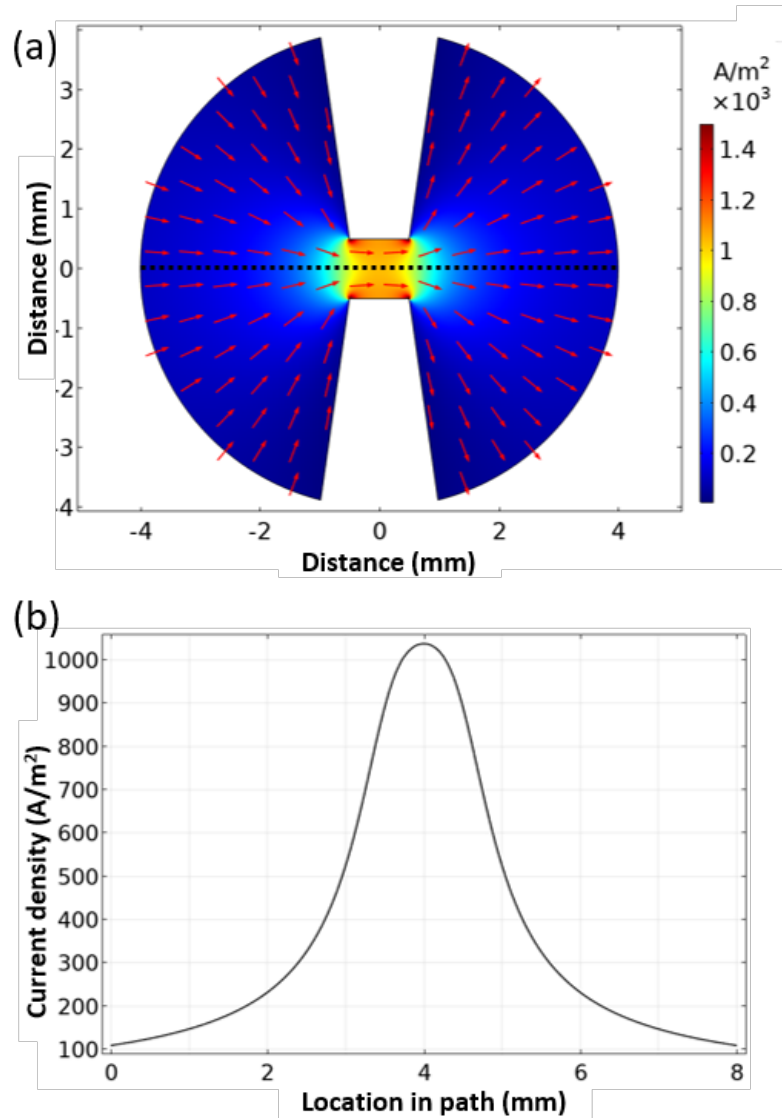 (a)
A/m²
×10³
Distance (mm)
3
2
1
0
-1
-2
-3
-4
-4 -2 0 2 4
Distance (mm)
1.4
1.2
1
0.8
0.6
0.4
0.2
(b)
Current density (A/m²)
1000
900
800
700
600
500
400
300
200
100
0 2 4 6 8
Location in path (mm)